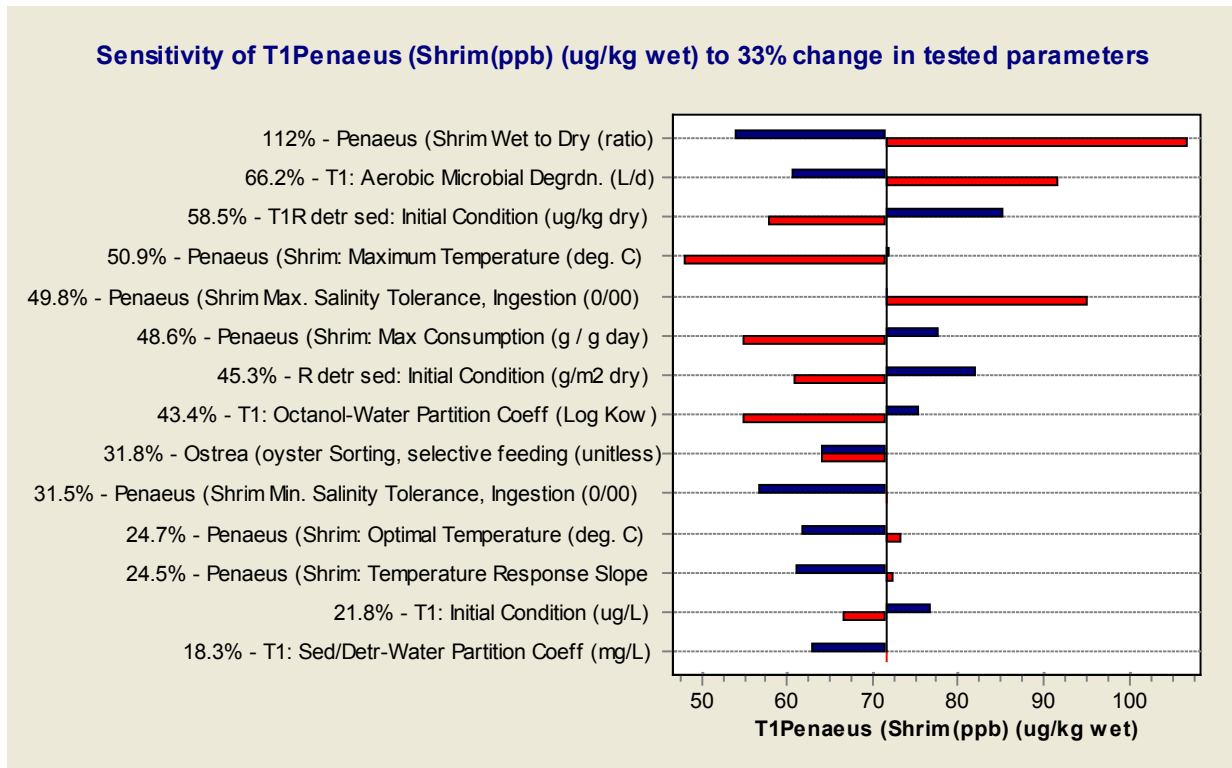 Sensitivity of T1Penaeus (Shrim(ppb) (ug/kg wet) to 33% change in tested parameters
112% - Penaeus (Shrim Wet to Dry (ratio)
66.2% - T1: Aerobic Microbial Degrdn. (L/d)
58.5% - T1R detr sed: Initial Condition (ug/kg dry)
50.9% - Penaeus (Shrim: Maximum Temperature (deg. C)
49.8% - Penaeus (Shrim Max. Salinity Tolerance, Ingestion (0/00)
48.6% - Penaeus (Shrim: Max Consumption (g / g day)
45.3% - R detr sed: Initial Condition (g/m2 dry)
43.4% - T1: Octanol-Water Partition Coeff (Log Kow)
31.8% - Ostrea (oyster Sorting, selective feeding (unitless)
31.5% - Penaeus (Shrim Min. Salinity Tolerance, Ingestion (0/00)
24.7% - Penaeus (Shrim: Optimal Temperature (deg. C)
24.5% - Penaeus (Shrim: Temperature Response Slope
21.8% - T1: Initial Condition (ug/L)
18.3% - T1: Sed/Detr-Water Partition Coeff (mg/L)
50 60 70 80 90 100
T1Penaeus (Shrim(ppb) (ug/kg wet)